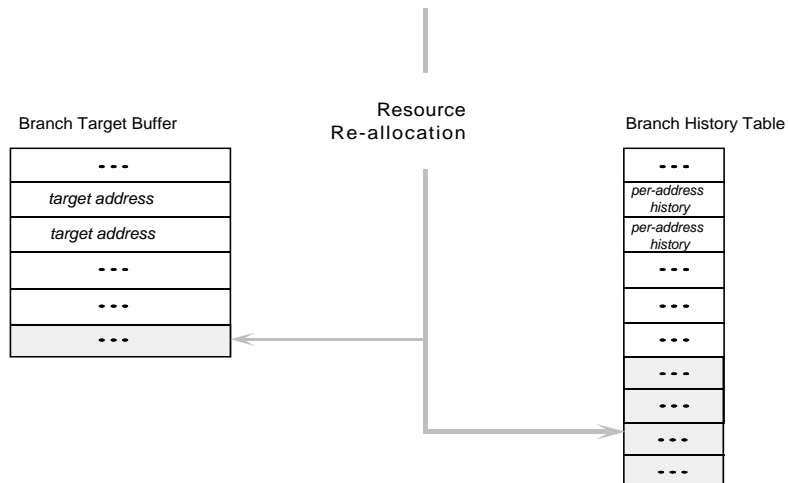 Resource
Re-allocation
Branch Target Buffer
- - -
target address
target address
- - -
- - -
- - -
Branch History Table
- - -
per-address
history
per-address
history
- - -
- - -
- - -
- - -
- - -
- - -
- - -